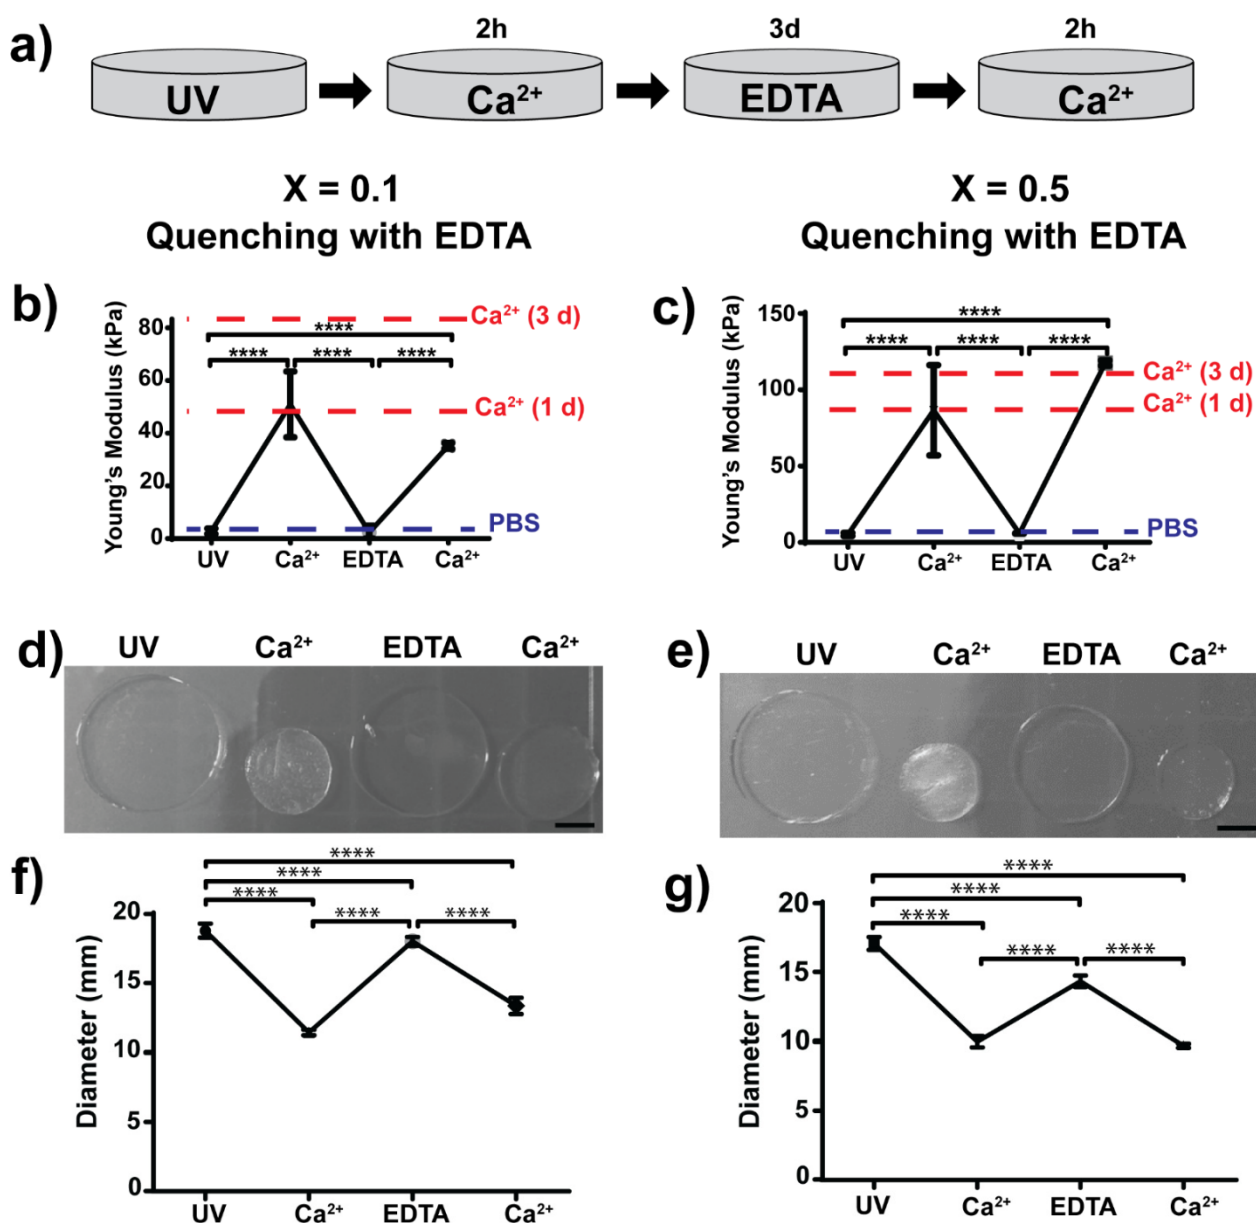 a)
2h 3d 2h
UV Ca²⁺ EDTA Ca²⁺
X = 0.1
Quenching with EDTA
X = 0.5
Quenching with EDTA
b)
Young's Modulus (kPa)
80
60
40
20
0
Ca²⁺ (3 d)
****
**** **** ****
Ca²⁺ (1 d)
PBS
UV Ca²⁺ EDTA Ca²⁺
c)
Young's Modulus (kPa)
150
100
50
0
****
**** **** ****
Ca²⁺ (3 d)
Ca²⁺ (1 d)
PBS
UV Ca²⁺ EDTA Ca²⁺
d)
UV Ca²⁺ EDTA Ca²⁺
e)
UV Ca²⁺ EDTA Ca²⁺
f)
Diameter (mm)
20
15
10
5
0
****
****
****
**** ****
UV Ca²⁺ EDTA Ca²⁺
g)
Diameter (mm)
20
15
10
5
0
****
****
****
**** ****
UV Ca²⁺ EDTA Ca²⁺